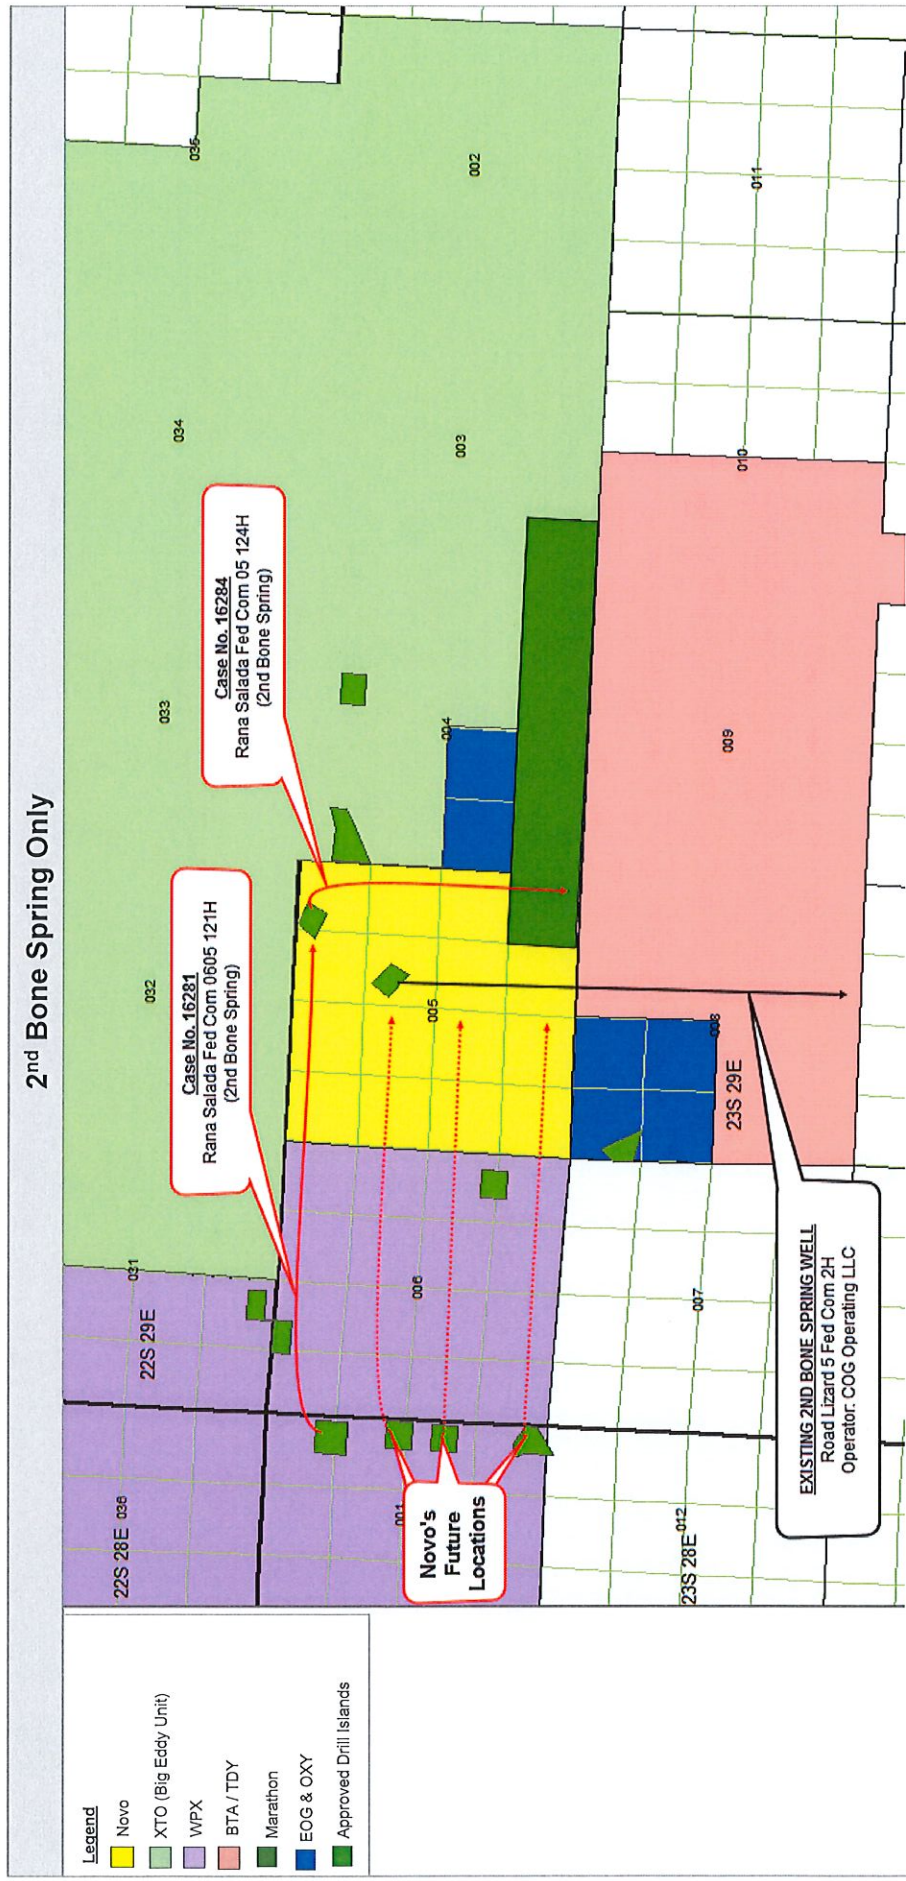 2nd Bone Spring Only
Legend
Novo
XTO (Big Eddy Unit)
WPX
BTA / TDY
Marathon
EOG & OXY
Approved Drill Islands
22S 28E
036
22S 29E
031
032
033
034
035
Case No. 16281
Rana Salada Fed Com 0605 121H
(2nd Bone Spring)
Case No. 16284
Rana Salada Fed Com 05 124H
(2nd Bone Spring)
001
006
005
004
003
002
Novo's
Future
Locations
23S 28E
012
007
23S 29E
008
009
010
011
EXISTING 2ND BONE SPRING WELL
Road Lizard 5 Fed Com 2H
Operator: COG Operating LLC